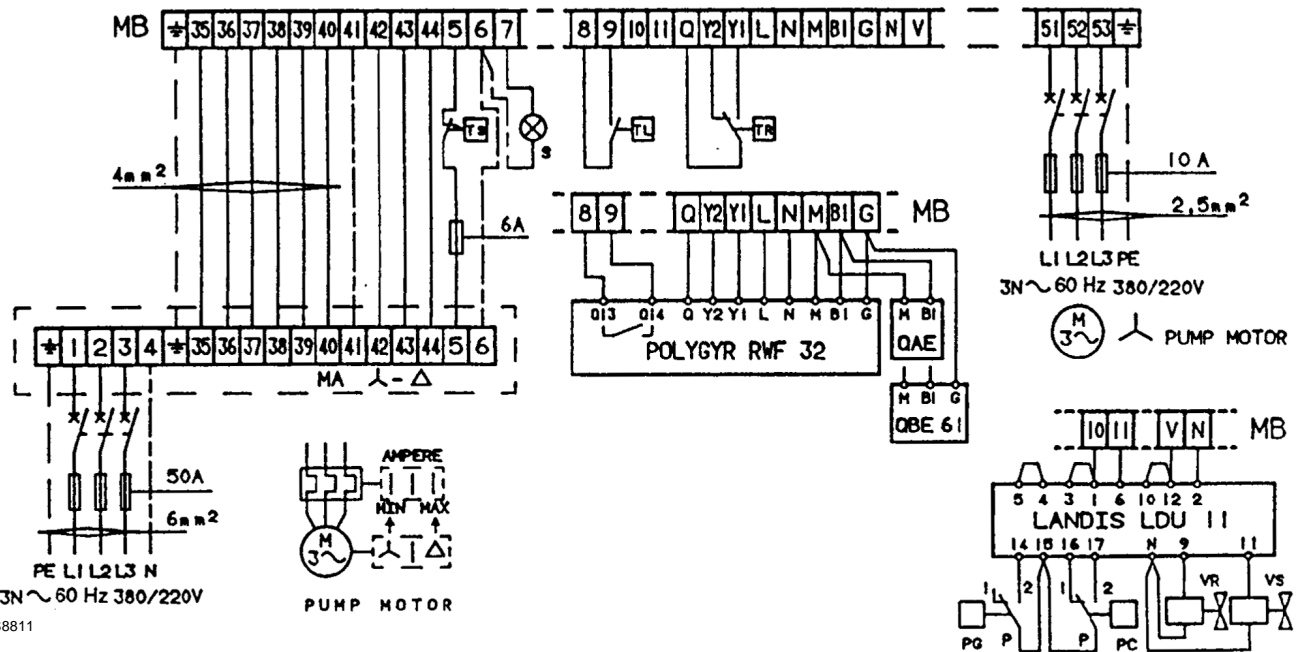 MB ⏚ 35 36 37 38 39 40 41 42 43 44 5 6 7 8 9 10 11 Q Y2 Y1 L N M B1 G N V 51 52 53 ⏚
TS S TL TR
4mm²
10 A
2,5mm²
8 9 Q Y2 Y1 L N M B1 G MB
6A
L1 L2 L3 PE
3N ~ 60 Hz 380/220V
O13 O14 Q Y2 Y1 L N M B1 G M B1
POLYGYR RWF 32
QAE
M 3~ PUMP MOTOR
⏚ 1 2 3 4 ⏚ 35 36 37 38 39 40 41 42 43 44 5 6
MA - △
M B1 G
QBE 61
10 11 V N MB
AMPERE
MIN MAX
50A
6mm²
M 3~ △
PUMP MOTOR
PE L1 L2 L3 N
3N ~ 60 Hz 380/220V
5 4 3 1 6 10 12 2
LANDIS LDU 11
14 15 16 17 N 9 11
1 2 1 2 VR VS
PG P P PC